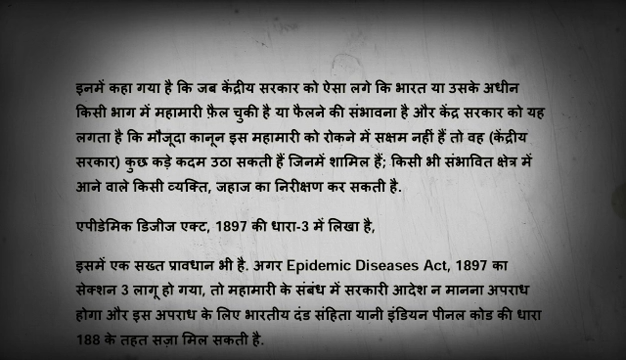 इनमें कहा गया है कि जब केंद्रीय सरकार को ऐसा लगे कि भारत या उसके अधीन
किसी भाग में महामारी फ़ैल चुकी है या फैलने की संभावना है और केंद्र सरकार को यह
लगता है कि मौजूदा कानून इस महामारी को रोकने में सक्षम नहीं हैं तो वह (केंद्रीय
सरकार) कुछ कड़े कदम उठा सकती हैं जिनमें शामिल हैं; किसी भी संभावित क्षेत्र में
आने वाले किसी व्यक्ति, जहाज का निरीक्षण कर सकती है.
एपीडेमिक डिजीज एक्ट, 1897 की धारा-3 में लिखा है,
इसमें एक सख्त प्रावधान भी है. अगर Epidemic Diseases Act, 1897 का
सेक्शन 3 लागू हो गया, तो महामारी के संबंध में सरकारी आदेश न मानना अपराध
होगा और इस अपराध के लिए भारतीय दंड संहिता यानी इंडियन पीनल कोड की धारा
188 के तहत सज़ा मिल सकती है.